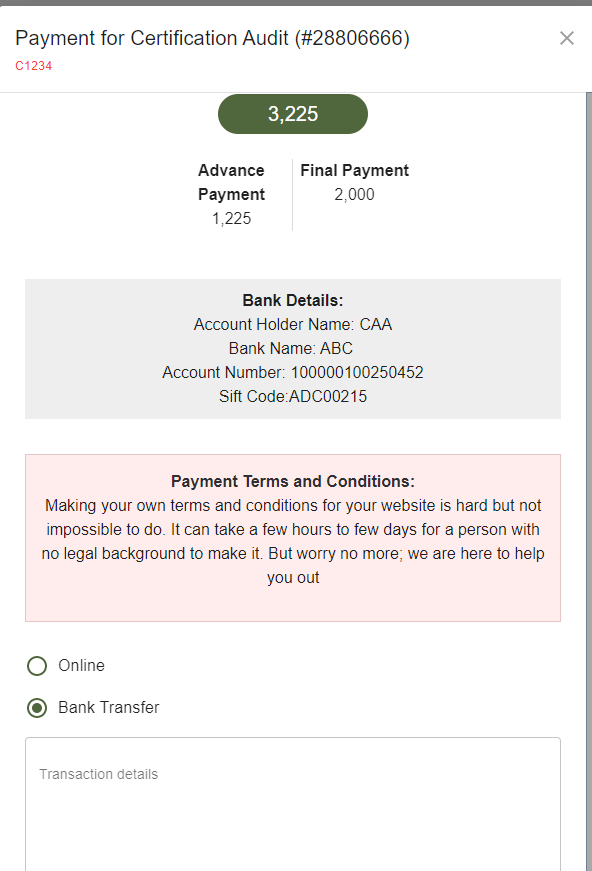 Payment for Certification Audit (#28806666)
C1234
3,225
Advance
Payment
1,225
Final Payment
2,000
Bank Details:
Account Holder Name: CAA
Bank Name: ABC
Account Number: 100000100250452
Sift Code:ADC00215
Payment Terms and Conditions:
Making your own terms and conditions for your website is hard but not
impossible to do. It can take a few hours to few days for a person with
no legal background to make it. But worry no more; we are here to help
you out
Online
Bank Transfer
Transaction details